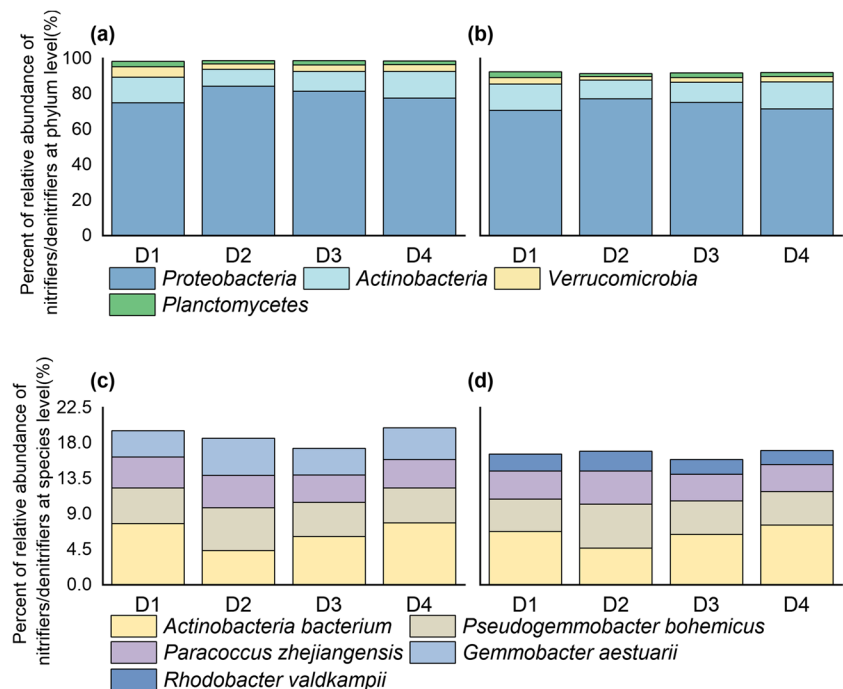 (a)
(b)
Percent of relative abundance of
nitrifiers/denitrifiers at phylum level(%)
100
80
60
40
20
0
D1 D2 D3 D4 D1 D2 D3 D4
Proteobacteria Actinobacteria Verrucomicrobia
Planctomycetes
(c)
(d)
Percent of relative abundance of
nitrifiers/denitrifiers at species level(%)
22.5
18.0
13.5
9.0
4.5
0.0
D1 D2 D3 D4 D1 D2 D3 D4
Actinobacteria bacterium Pseudogemmobacter bohemicus
Paracoccus zhejiangensis Gemmobacter aestuarii
Rhodobacter valdkampii